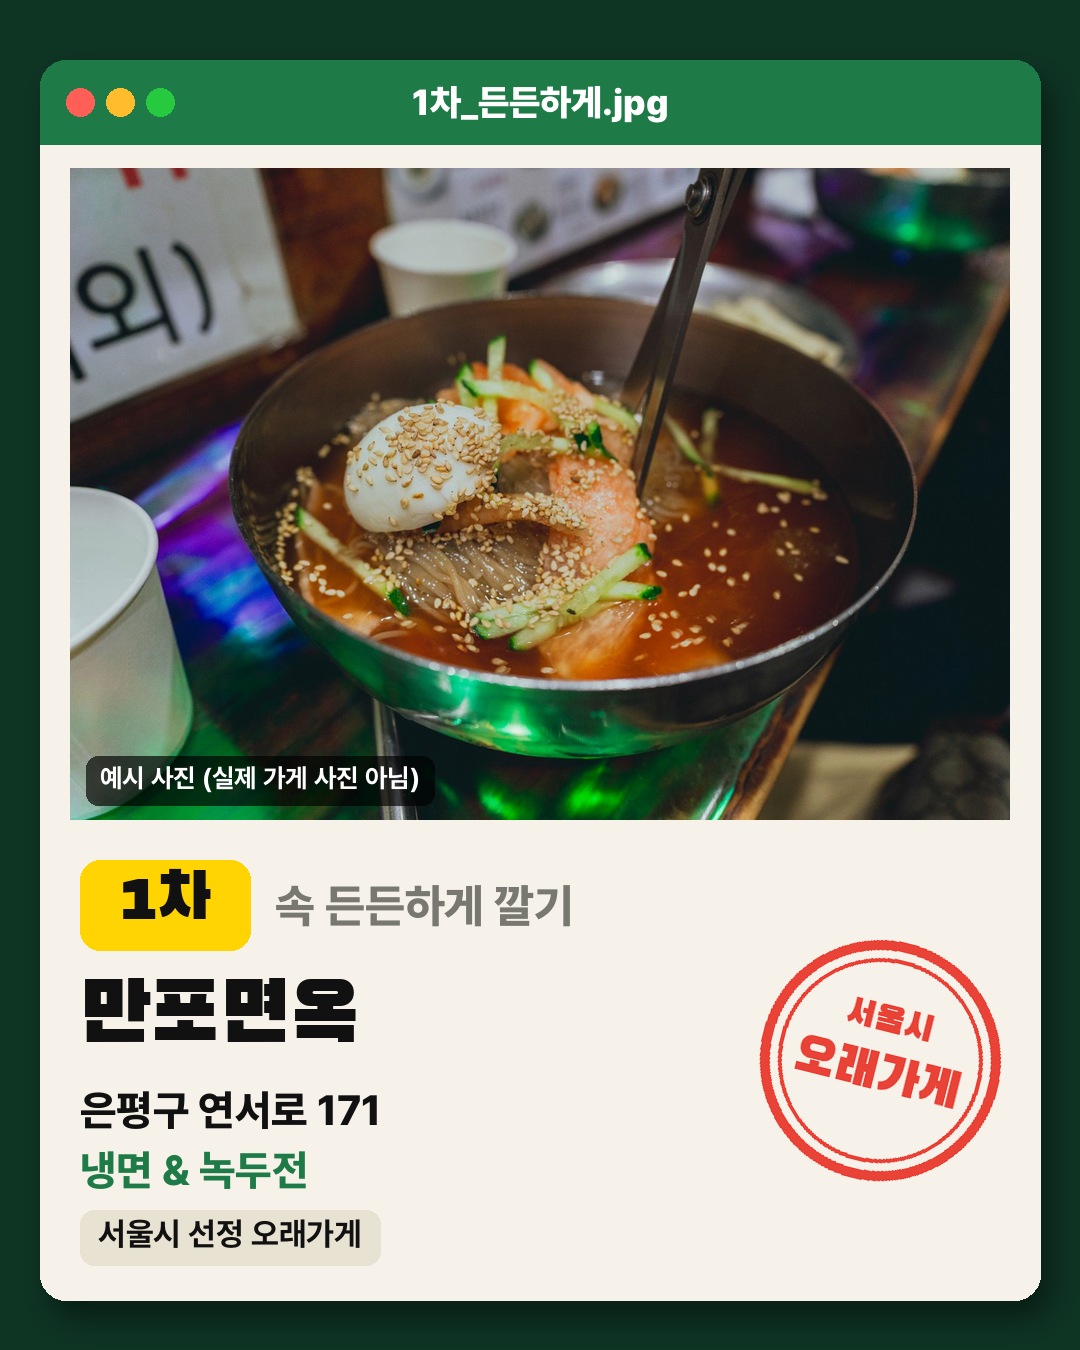 1차_든든하게.jpg
외)
예시 사진 (실제 가게 사진 아님)
1차
속 든든하게 깔기
만포면옥
은평구 연서로 171
냉면 & 녹두전
서울시 선정 오래가게
서울시
오래가게